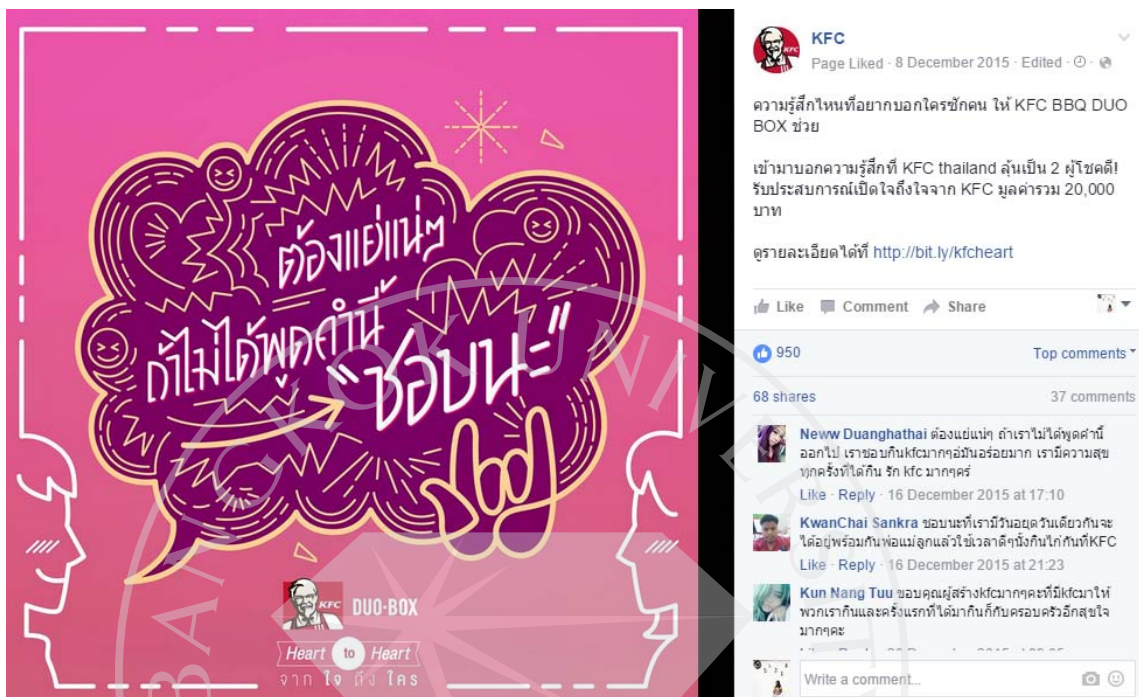 ต้องแย่แน่ๆ
ถ้าไม่ได้พูดคำนี้
"ชอบนะ"
KFC DUO-BOX
Heart to Heart
จาก ใจ ถึง ใคร
BANGKOK UNIVERSITY
KFC
Page Liked · 8 December 2015 · Edited ·
ความรู้สึกไหนที่อยากบอกใครซักคน ให้ KFC BBQ DUO
BOX ช่วย
เข้ามาบอกความรู้สึกที่ KFC thailand ลุ้นเป็น 2 ผู้โชคดี!
รับประสบการณ์เปิดใจถึงใจจาก KFC มูลค่ารวม 20,000
บาท
ดูรายละเอียดได้ที่ http://bit.ly/kfcheart
Like Comment Share
950 Top comments
68 shares 37 comments
Neww Duanghathai ต้องแย่แน่ๆ ถ้าเราไม่ได้พูดคำนี้
ออกไป เราชอบกินkfcมากๆอ่มันอร่อยมาก เรามีความสุข
ทุกครั้งที่ได้กิน รัก kfc มากๆคร่
Like · Reply · 16 December 2015 at 17:10
KwanChai Sankra ชอบนะที่เรามีวันหยุดวันเดียวกันจะ
ได้อยู่พร้อมกันพ่อแม่ลูกแล้วใช้เวลาดีๆนั่งกินไก่กันที่KFC
Like · Reply · 16 December 2015 at 21:23
Kun Nang Tuu ขอบคุณผู้สร้างkfcมากๆคะที่มีkfcมาให้
พวกเรากินและครั้งแรกที่ได้มากินก็กับครอบครัวอีกสุขใจ
มากๆคะ
Write a comment...